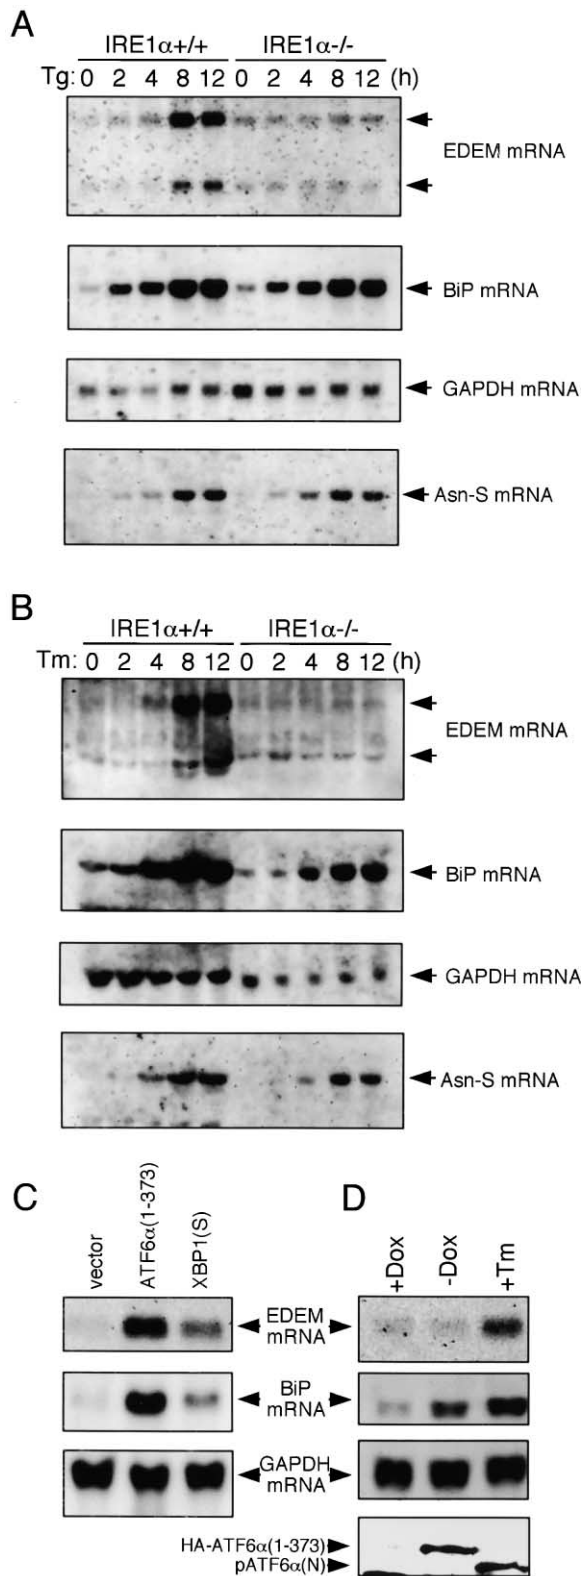 A
IRE1α+/+ IRE1α-/-
Tg: 0 2 4 8 12 0 2 4 8 12 (h)
EDEM mRNA
BiP mRNA
GAPDH mRNA
Asn-S mRNA
B
IRE1α+/+ IRE1α-/-
Tm: 0 2 4 8 12 0 2 4 8 12 (h)
EDEM mRNA
BiP mRNA
GAPDH mRNA
Asn-S mRNA
C
vector
ATF6α(1-373)
XBP1(S)
D
+Dox
-Dox
+Tm
EDEM
mRNA
BiP
mRNA
GAPDH
mRNA
HA-ATF6α(1-373)
pATF6α(N)